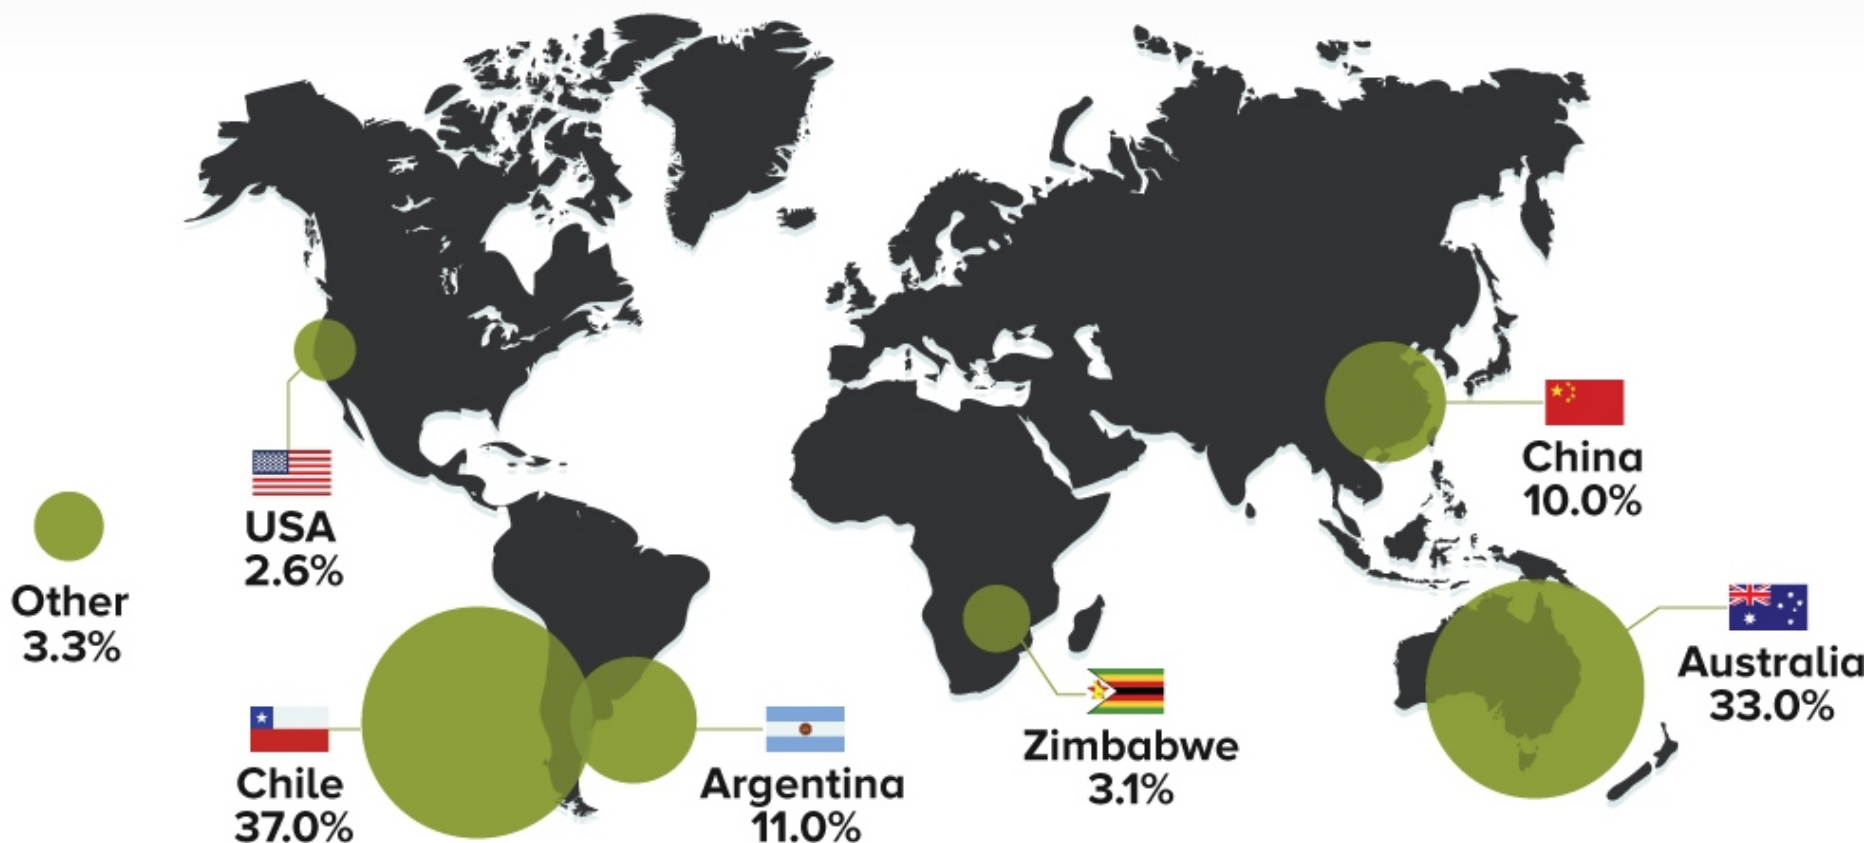 USA
2.6%
Other
3.3%
Chile
37.0%
Argentina
11.0%
Zimbabwe
3.1%
China
10.0%
Australia
33.0%